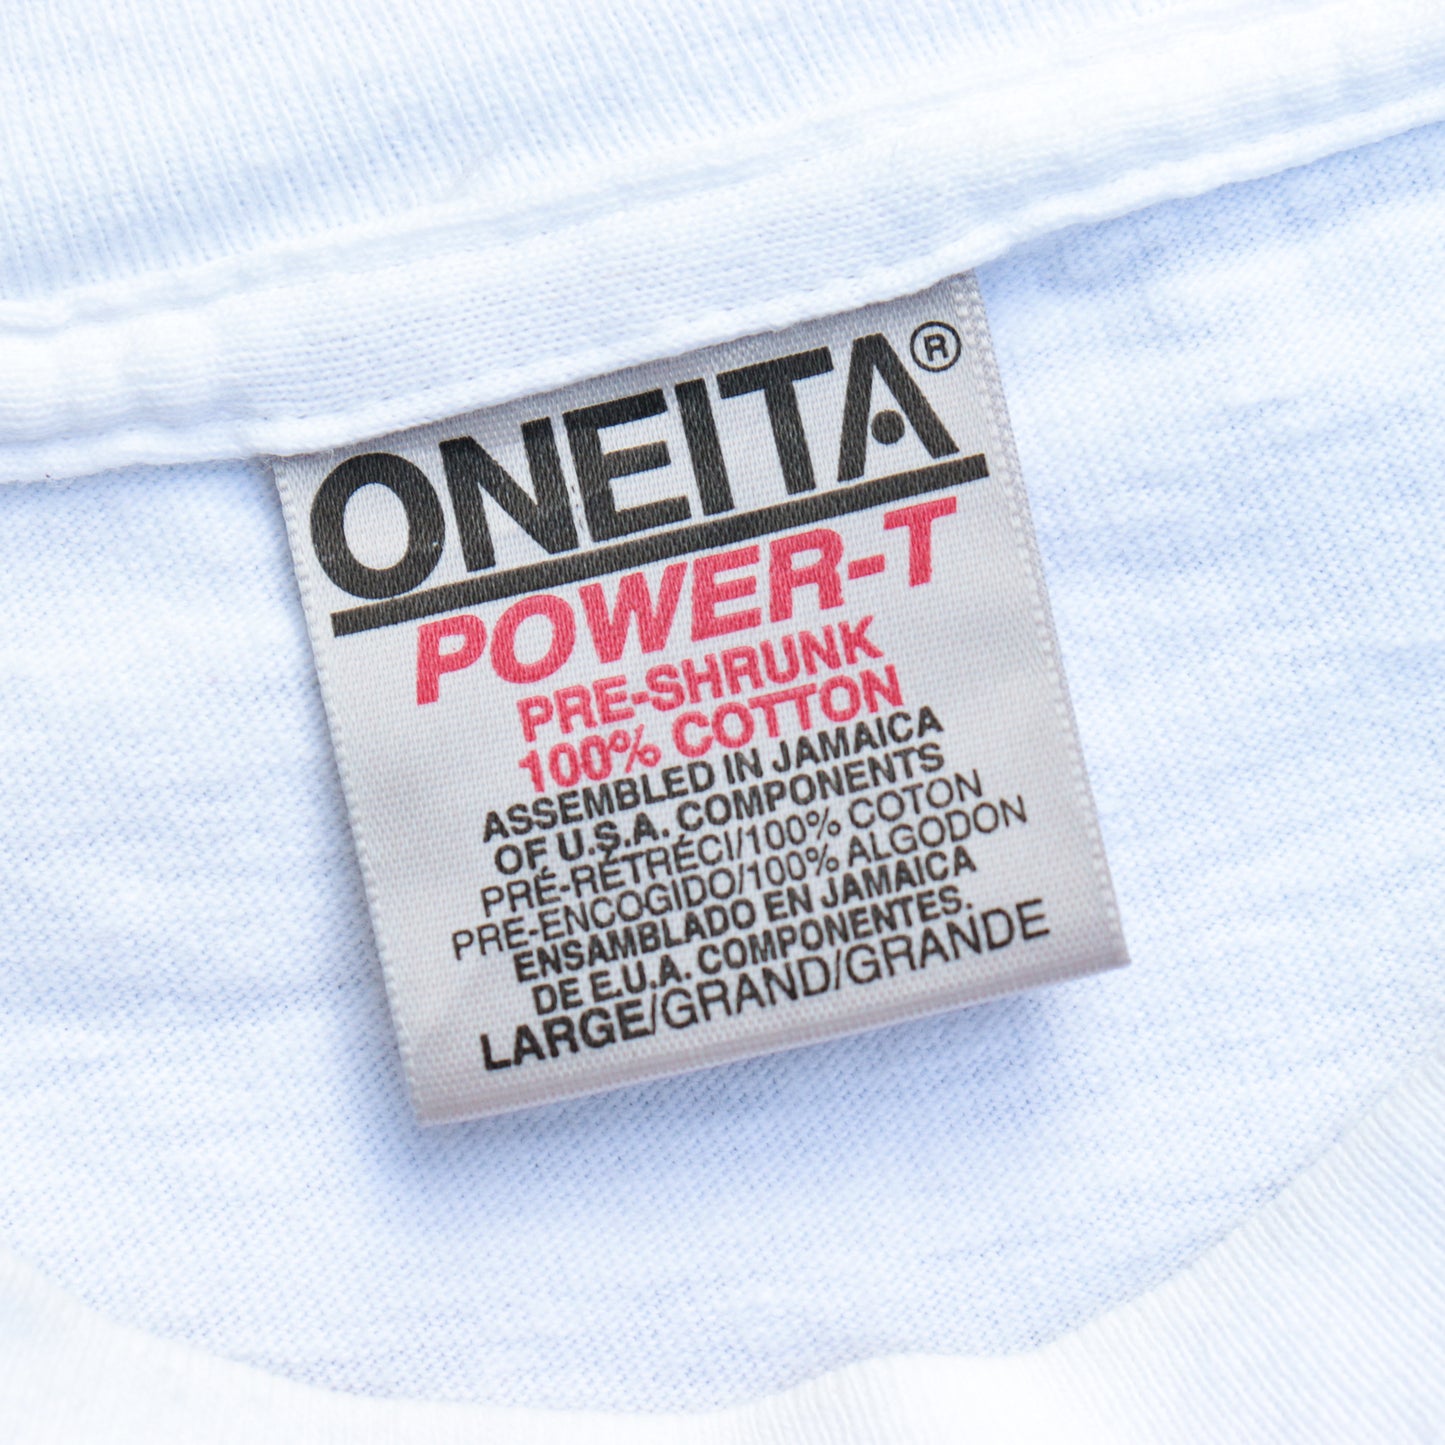 ONEITA®
POWER-T
PRE-SHRUNK
100% COTTON
ASSEMBLED IN JAMAICA
OF U.S.A. COMPONENTS
PRÉ-RÉTRÉCI/100% COTON
PRE-ENCOGIDO/100% ALGODON
ENSAMBLADO EN JAMAICA
DE E.U.A. COMPONENTES.
LARGE/GRAND/GRANDE